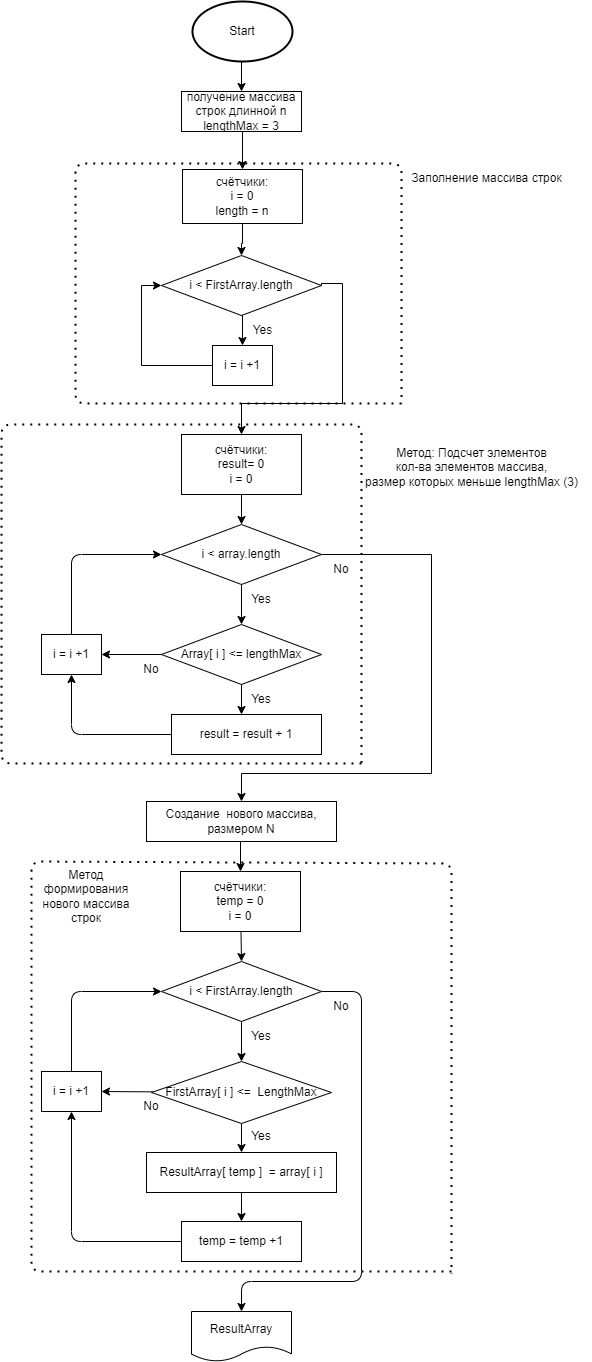 Start
получение массива
строк длинной n
lengthMax = 3
Заполнение массива строк
счётчики:
i = 0
length = n
i < FirstArray.length
Yes
i = i +1
Метод: Подсчет элементов
кол-ва элементов массива,
размер которых меньше lengthMax (3)
счётчики:
result= 0
i = 0
i < array.length
No
Yes
i = i +1
Array[ i ] <= lengthMax
No
Yes
result = result + 1
Создание нового массива,
размером N
Метод
формирования
нового массива
строк
счётчики:
temp = 0
i = 0
i < FirstArray.length
No
Yes
i = i +1
FirstArray[ i ] <= LengthMax
No
Yes
ResultArray[ temp ] = array[ i ]
temp = temp +1
ResultArray